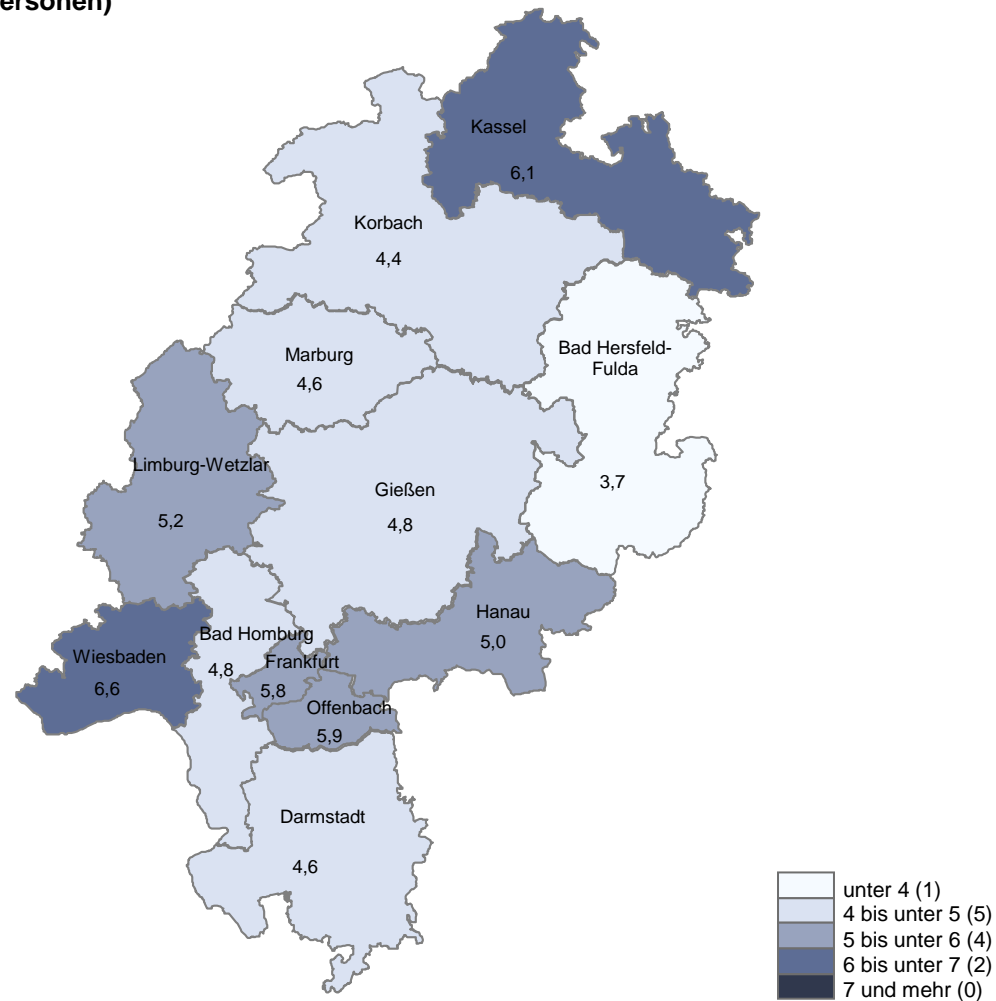 ersonen)
Kassel
6,1
Korbach
4,4
Bad Hersfeld-
Fulda
Marburg
4,6
Limburg-Wetzlar
3,7
Gießen
5,2
4,8
Hanau
5,0
Bad Homburg
Wiesbaden
Frankfurt
4,8
6,6
5,8
Offenbach
5,9
Darmstadt
4,6
unter 4 (1)
4 bis unter 5 (5)
5 bis unter 6 (4)
6 bis unter 7 (2)
7 und mehr (0)